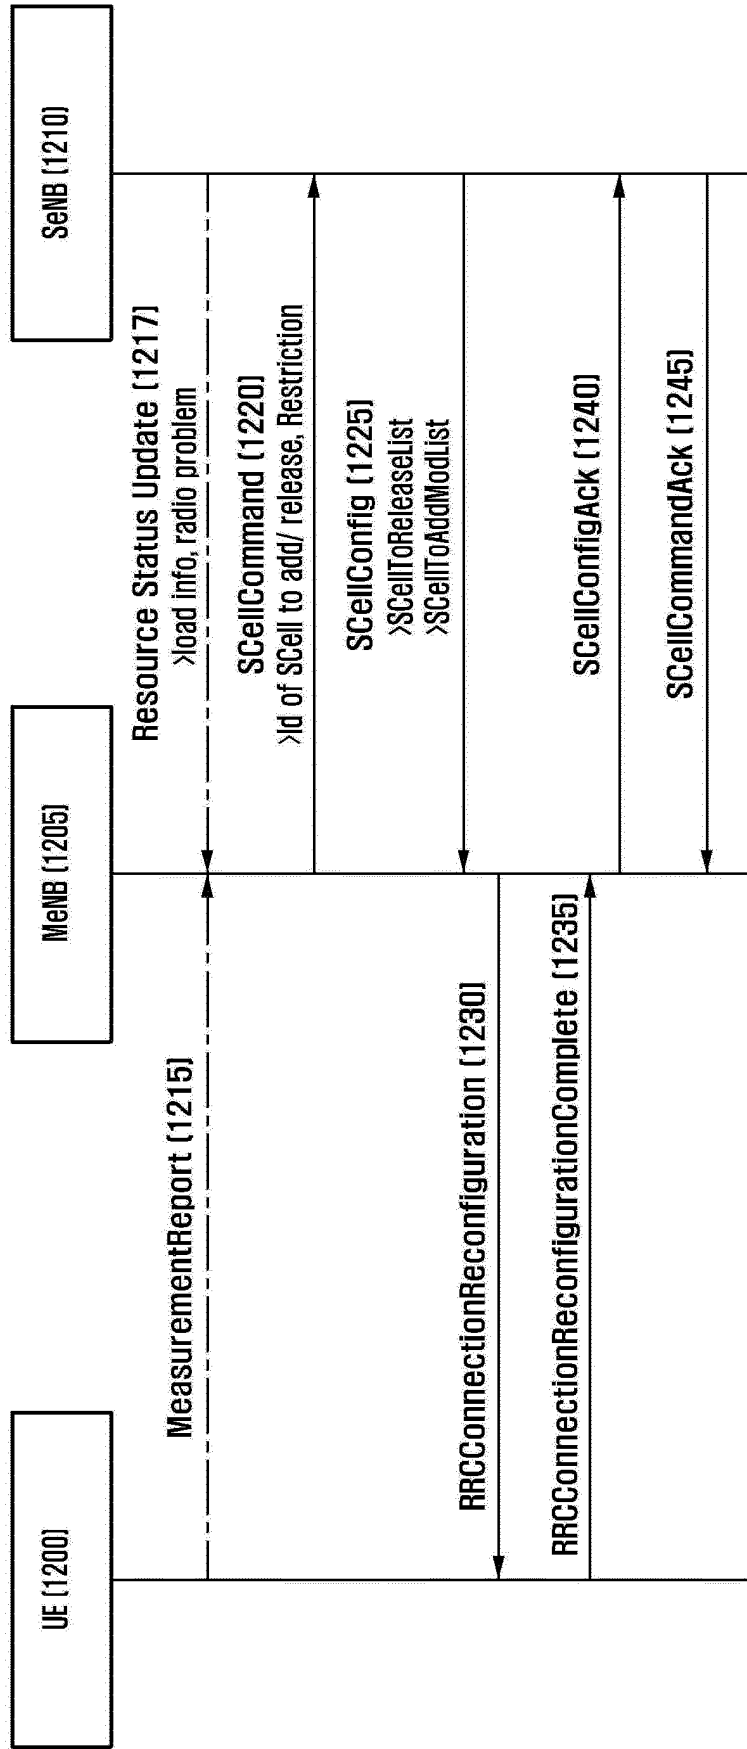 UE (1200)
MeNB (1205)
SeNB (1210)
MeasurementReport (1215)
Resource Status Update (1217)
>load info, radio problem
SCellCommand (1220)
>Id of SCell to add/ release, Restriction
SCellConfig (1225)
>SCellToReleaseList
>SCellToAddModList
RRCConnectionReconfiguration (1230)
RRCConnectionReconfigurationComplete (1235)
SCellConfigAck (1240)
SCellCommandAck (1245)